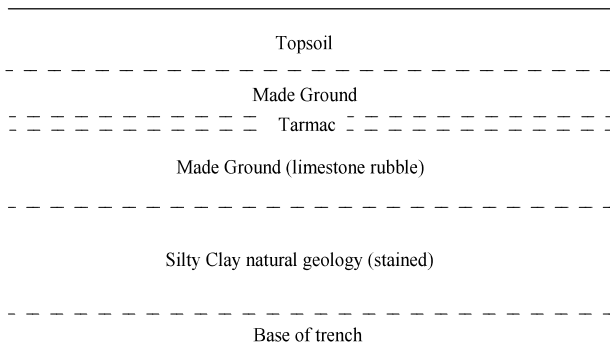 Topsoil
Made Ground
Tarmac
Made Ground (limestone rubble)
Silty Clay natural geology (stained)
Base of trench